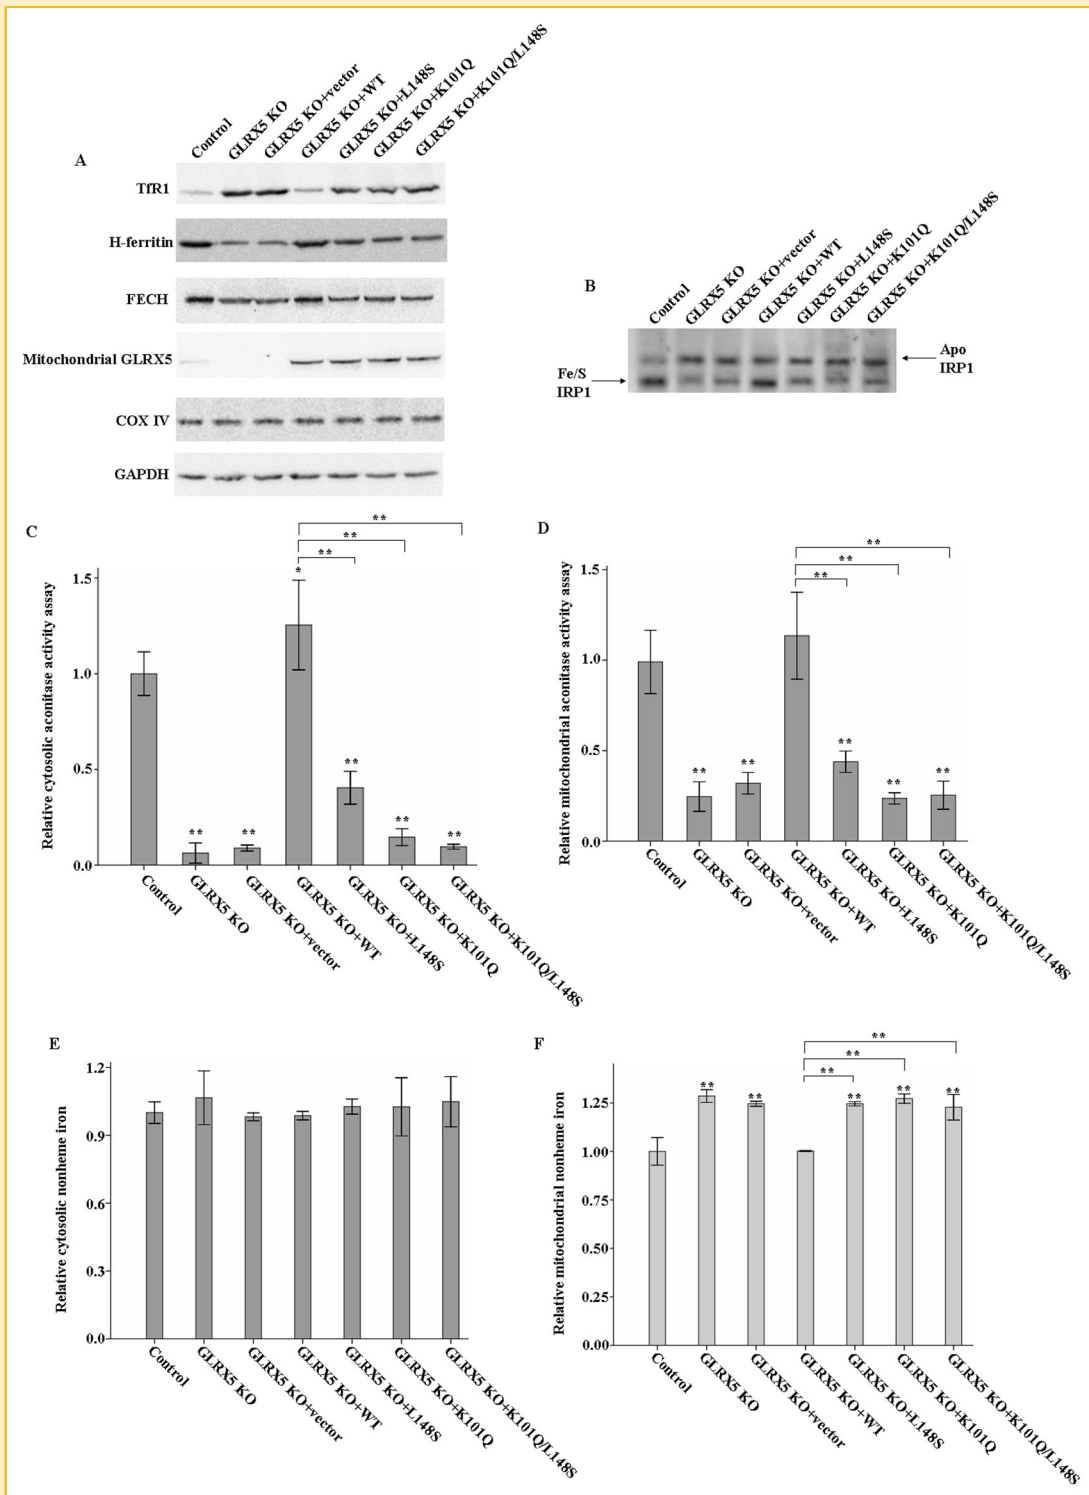 A
Control
GLRX5 KO
GLRX5 KO+vector
GLRX5 KO+WT
GLRX5 KO+L148S
GLRX5 KO+K101Q
GLRX5 KO+K101Q/L148S
TfR1
H-ferritin
FECH
Mitochondrial GLRX5
COX IV
GAPDH
B
Control
GLRX5 KO
GLRX5 KO+vector
GLRX5 KO+WT
GLRX5 KO+L148S
GLRX5 KO+K101Q
GLRX5 KO+K101Q/L148S
Fe/S
IRP1
Apo
IRP1
C
Relative cytosolic aconitase activity assay
1.5
1.0
0.5
0.0
**
**
**
*
**
**
**
**
**
Control
GLRX5 KO
GLRX5 KO+vector
GLRX5 KO+WT
GLRX5 KO+L148S
GLRX5 KO+K101Q
GLRX5 KO+K101Q/L148S
D
Relative mitochondrial aconitase activity assay
1.5
1.0
0.5
0.0
**
**
**
**
**
**
**
**
Control
GLRX5 KO
GLRX5 KO+vector
GLRX5 KO+WT
GLRX5 KO+L148S
GLRX5 KO+K101Q
GLRX5 KO+K101Q/L148S
E
Relative cytosolic nonheme iron
1.2
0.9
0.6
0.3
0.0
Control
GLRX5 KO
GLRX5 KO+vector
GLRX5 KO+WT
GLRX5 KO+L148S
GLRX5 KO+K101Q
GLRX5 KO+K101Q/L148S
F
Relative mitochondrial nonheme iron
1.25
1.00
0.75
0.50
0.25
0.00
**
**
**
**
**
**
**
**
Control
GLRX5 KO
GLRX5 KO+vector
GLRX5 KO+WT
GLRX5 KO+L148S
GLRX5 KO+K101Q
GLRX5 KO+K101Q/L148S